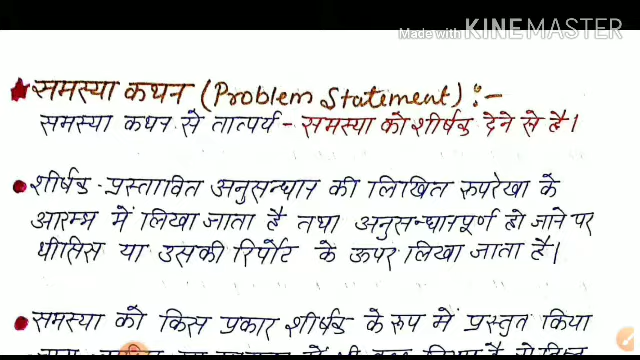 Made with KINEMASTER
समस्या कथन (Problem Statement) :-
समस्या कथन से तात्पर्य - समस्या को शीर्षक देने से है।
शीर्षक - प्रस्तावित अनुसन्धान की लिखित रुपरेखा के
आरम्भ में लिखा जाता है तथा अनुसन्धानपूर्ण हो जाने पर
थीसिस या उसकी रिर्पोट के ऊपर लिखा जाता है।
समस्या को किस प्रकार शीर्षक के रुप में प्रस्तुत किया